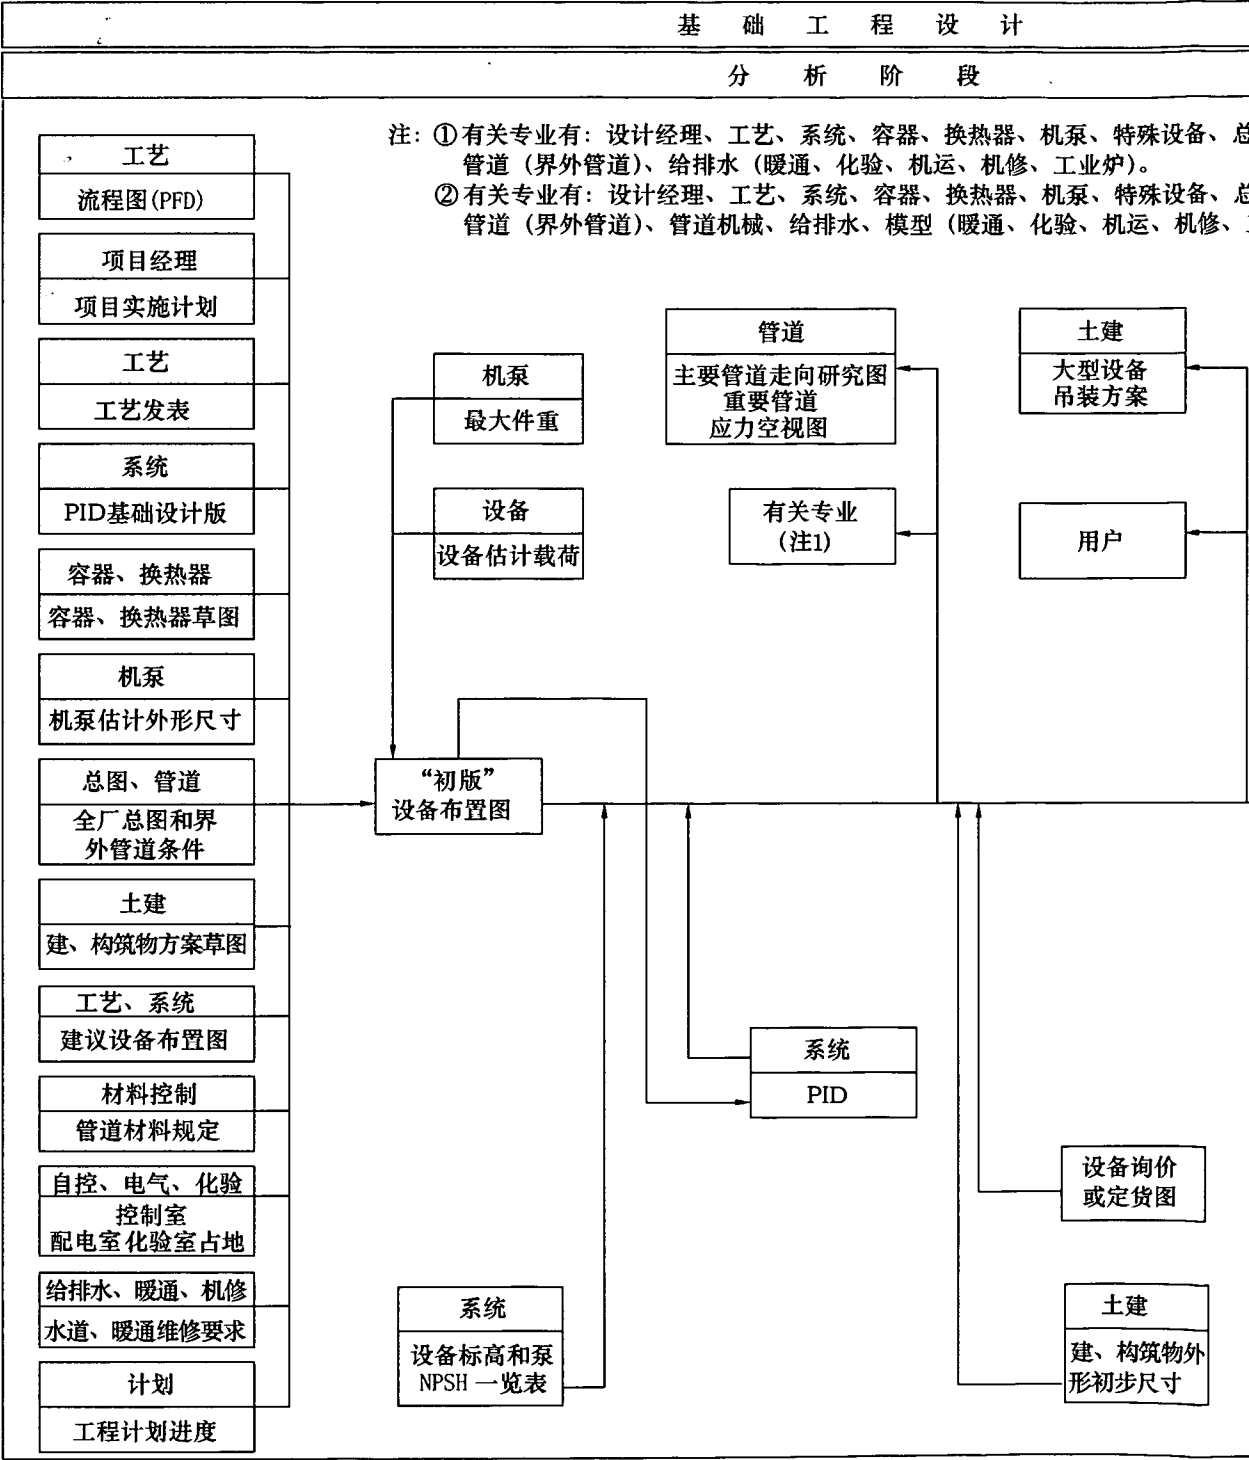 基础工程设计
分析阶段
注：①有关专业有：设计经理、工艺、系统、容器、换热器、机泵、特殊设备、总
管道（界外管道）、给排水（暖通、化验、机运、机修、工业炉）。
②有关专业有：设计经理、工艺、系统、容器、换热器、机泵、特殊设备、总
管道（界外管道）、管道机械、给排水、模型（暖通、化验、机运、机修、
工艺
流程图(PFD)
项目经理
项目实施计划
工艺
工艺发表
系统
PID基础设计版
容器、换热器
容器、换热器草图
机泵
机泵估计外形尺寸
总图、管道
全厂总图和界
外管道条件
土建
建、构筑物方案草图
工艺、系统
建议设备布置图
材料控制
管道材料规定
自控、电气、化验
控制室
配电室化验室占地
给排水、暖通、机修
水道、暖通维修要求
计划
工程计划进度
机泵
最大件重
设备
设备估计载荷
“初版”
设备布置图
系统
设备标高和泵
NPSH一览表
管道
主要管道走向研究图
重要管道
应力空视图
有关专业
(注1)
系统
PID
土建
大型设备
吊装方案
用户
设备询价
或定货图
土建
建、构筑物外
形初步尺寸